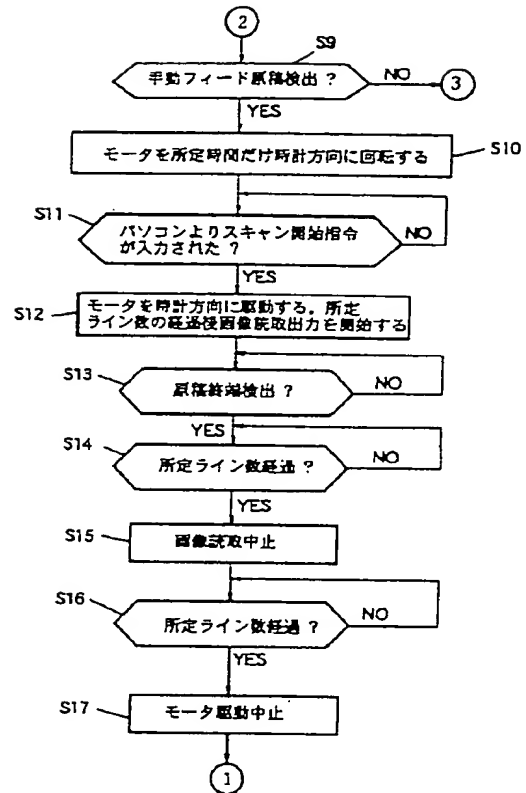 2
S9
手動フィード原稿検出 ?
NO
3
YES
モータを所定時間だけ時計方向に回転する
S10
S11
パソコンよりスキャン開始指令
が入力された ?
NO
YES
S12
モータを時計方向に駆動する. 所定
ライン数の経過後画像読取出力を開始する
S13
原稿終端検出 ?
NO
YES
S14
所定ライン数経過 ?
NO
YES
S15
画像読取中止
S16
所定ライン数経過 ?
NO
YES
S17
モータ駆動中止
1